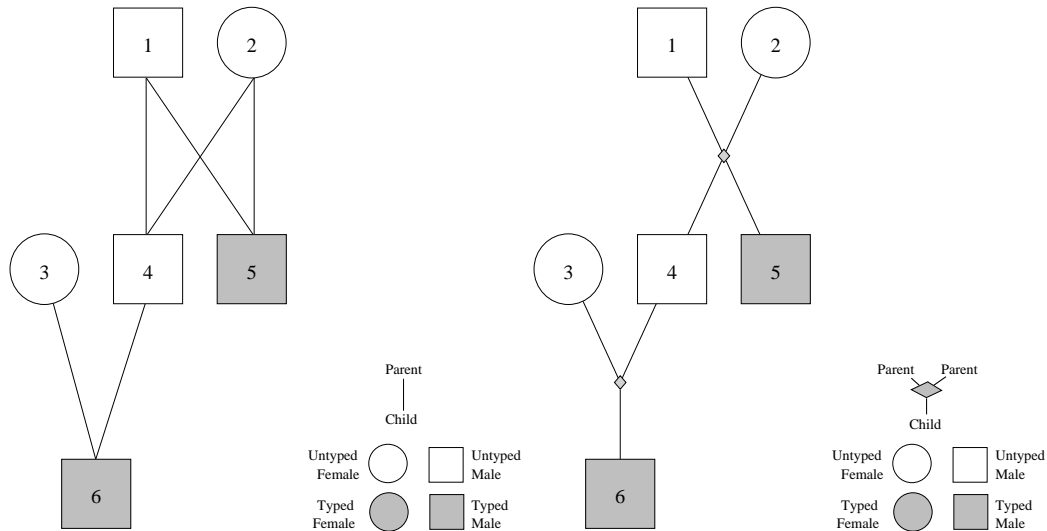 1 2
3 4 5
6
Parent
Child
Untyped Untyped
Female Male
Typed Typed
Female Male
1 2
3 4 5
6
Parent Parent
Child
Untyped Untyped
Female Male
Typed Typed
Female Male